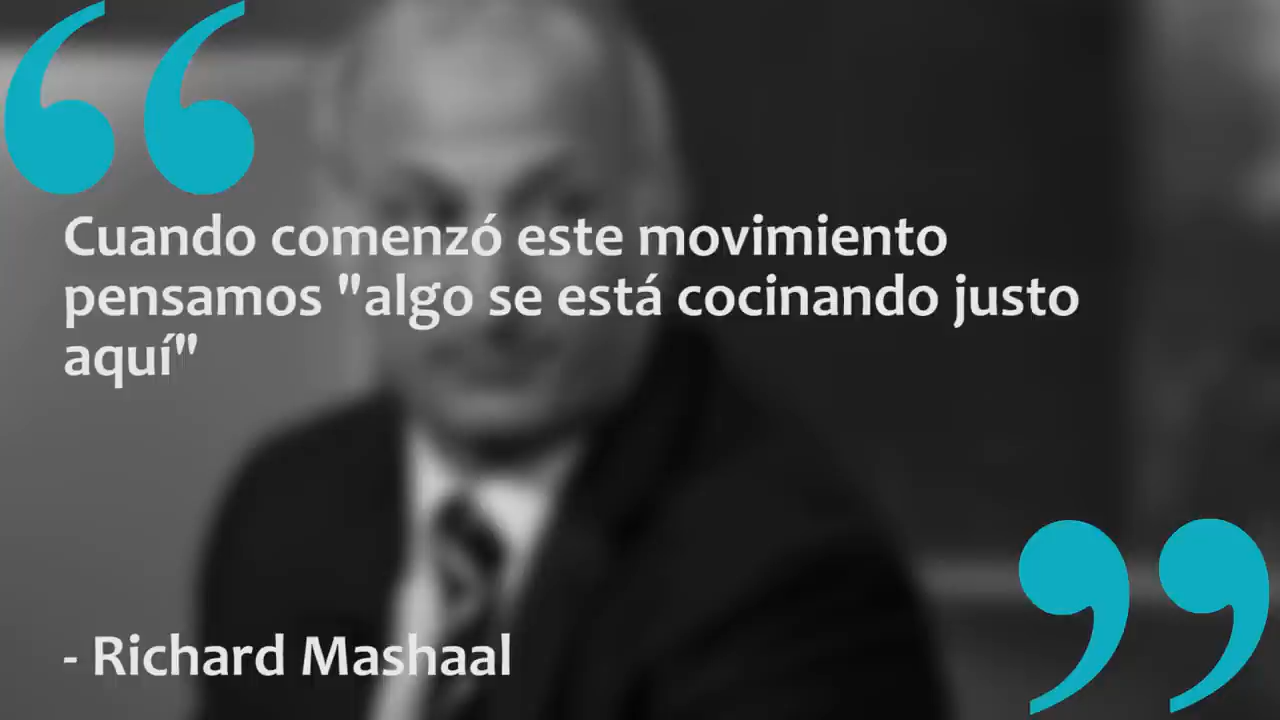 Cuando comenzó este movimiento
pensamos "algo se está cocinando justo
aquí"
- Richard Mashaal